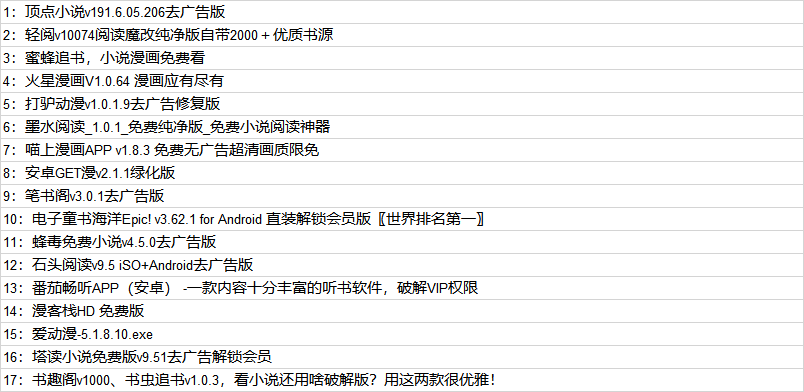 1：顶点小说v191.6.05.206去广告版
2：轻阅v10074阅读魔改纯净版自带2000＋优质书源
3：蜜蜂追书，小说漫画免费看
4：火星漫画V1.0.64 漫画应有尽有
5：打驴动漫v1.0.1.9去广告修复版
6：墨水阅读_1.0.1_免费纯净版_免费小说阅读神器
7：喵上漫画APP v1.8.3 免费无广告超清画质限免
8：安卓GET漫v2.1.1绿化版
9：笔书阁v3.0.1去广告版
10：电子童书海洋Epic! v3.62.1 for Android 直装解锁会员版〖世界排名第一〗
11：蜂毒免费小说v4.5.0去广告版
12：石头阅读v9.5 iSO+Android去广告版
13：番茄畅听APP（安卓） -一款内容十分丰富的听书软件，破解VIP权限
14：漫客栈HD 免费版
15：爱动漫-5.1.8.10.exe
16：塔读小说免费版v9.51去广告解锁会员
17：书趣阁v1000、书虫追书v1.0.3，看小说还用啥破解版？用这两款很优雅！